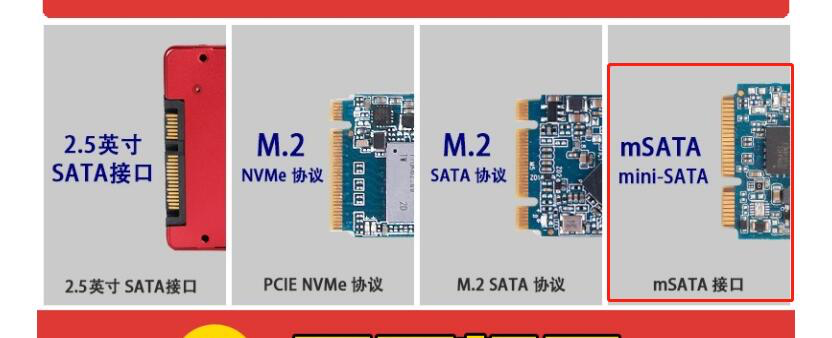 2.5英寸
SATA接口
2.5英寸 SATA接口
M.2
NVMe 协议
PCIE NVMe 协议
M.2
SATA 协议
M.2 SATA 协议
mSATA
mini-SATA
mSATA 接口